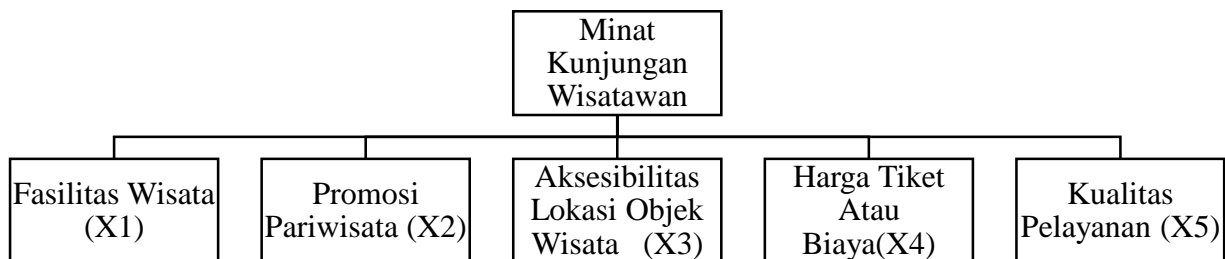 Minat
Kunjungan
Wisatawan
Fasilitas Wisata
(X1)
Promosi
Pariwisata (X2)
Aksesibilitas
Lokasi Objek
Wisata (X3)
Harga Tiket
Atau
Biaya(X4)
Kualitas
Pelayanan (X5)